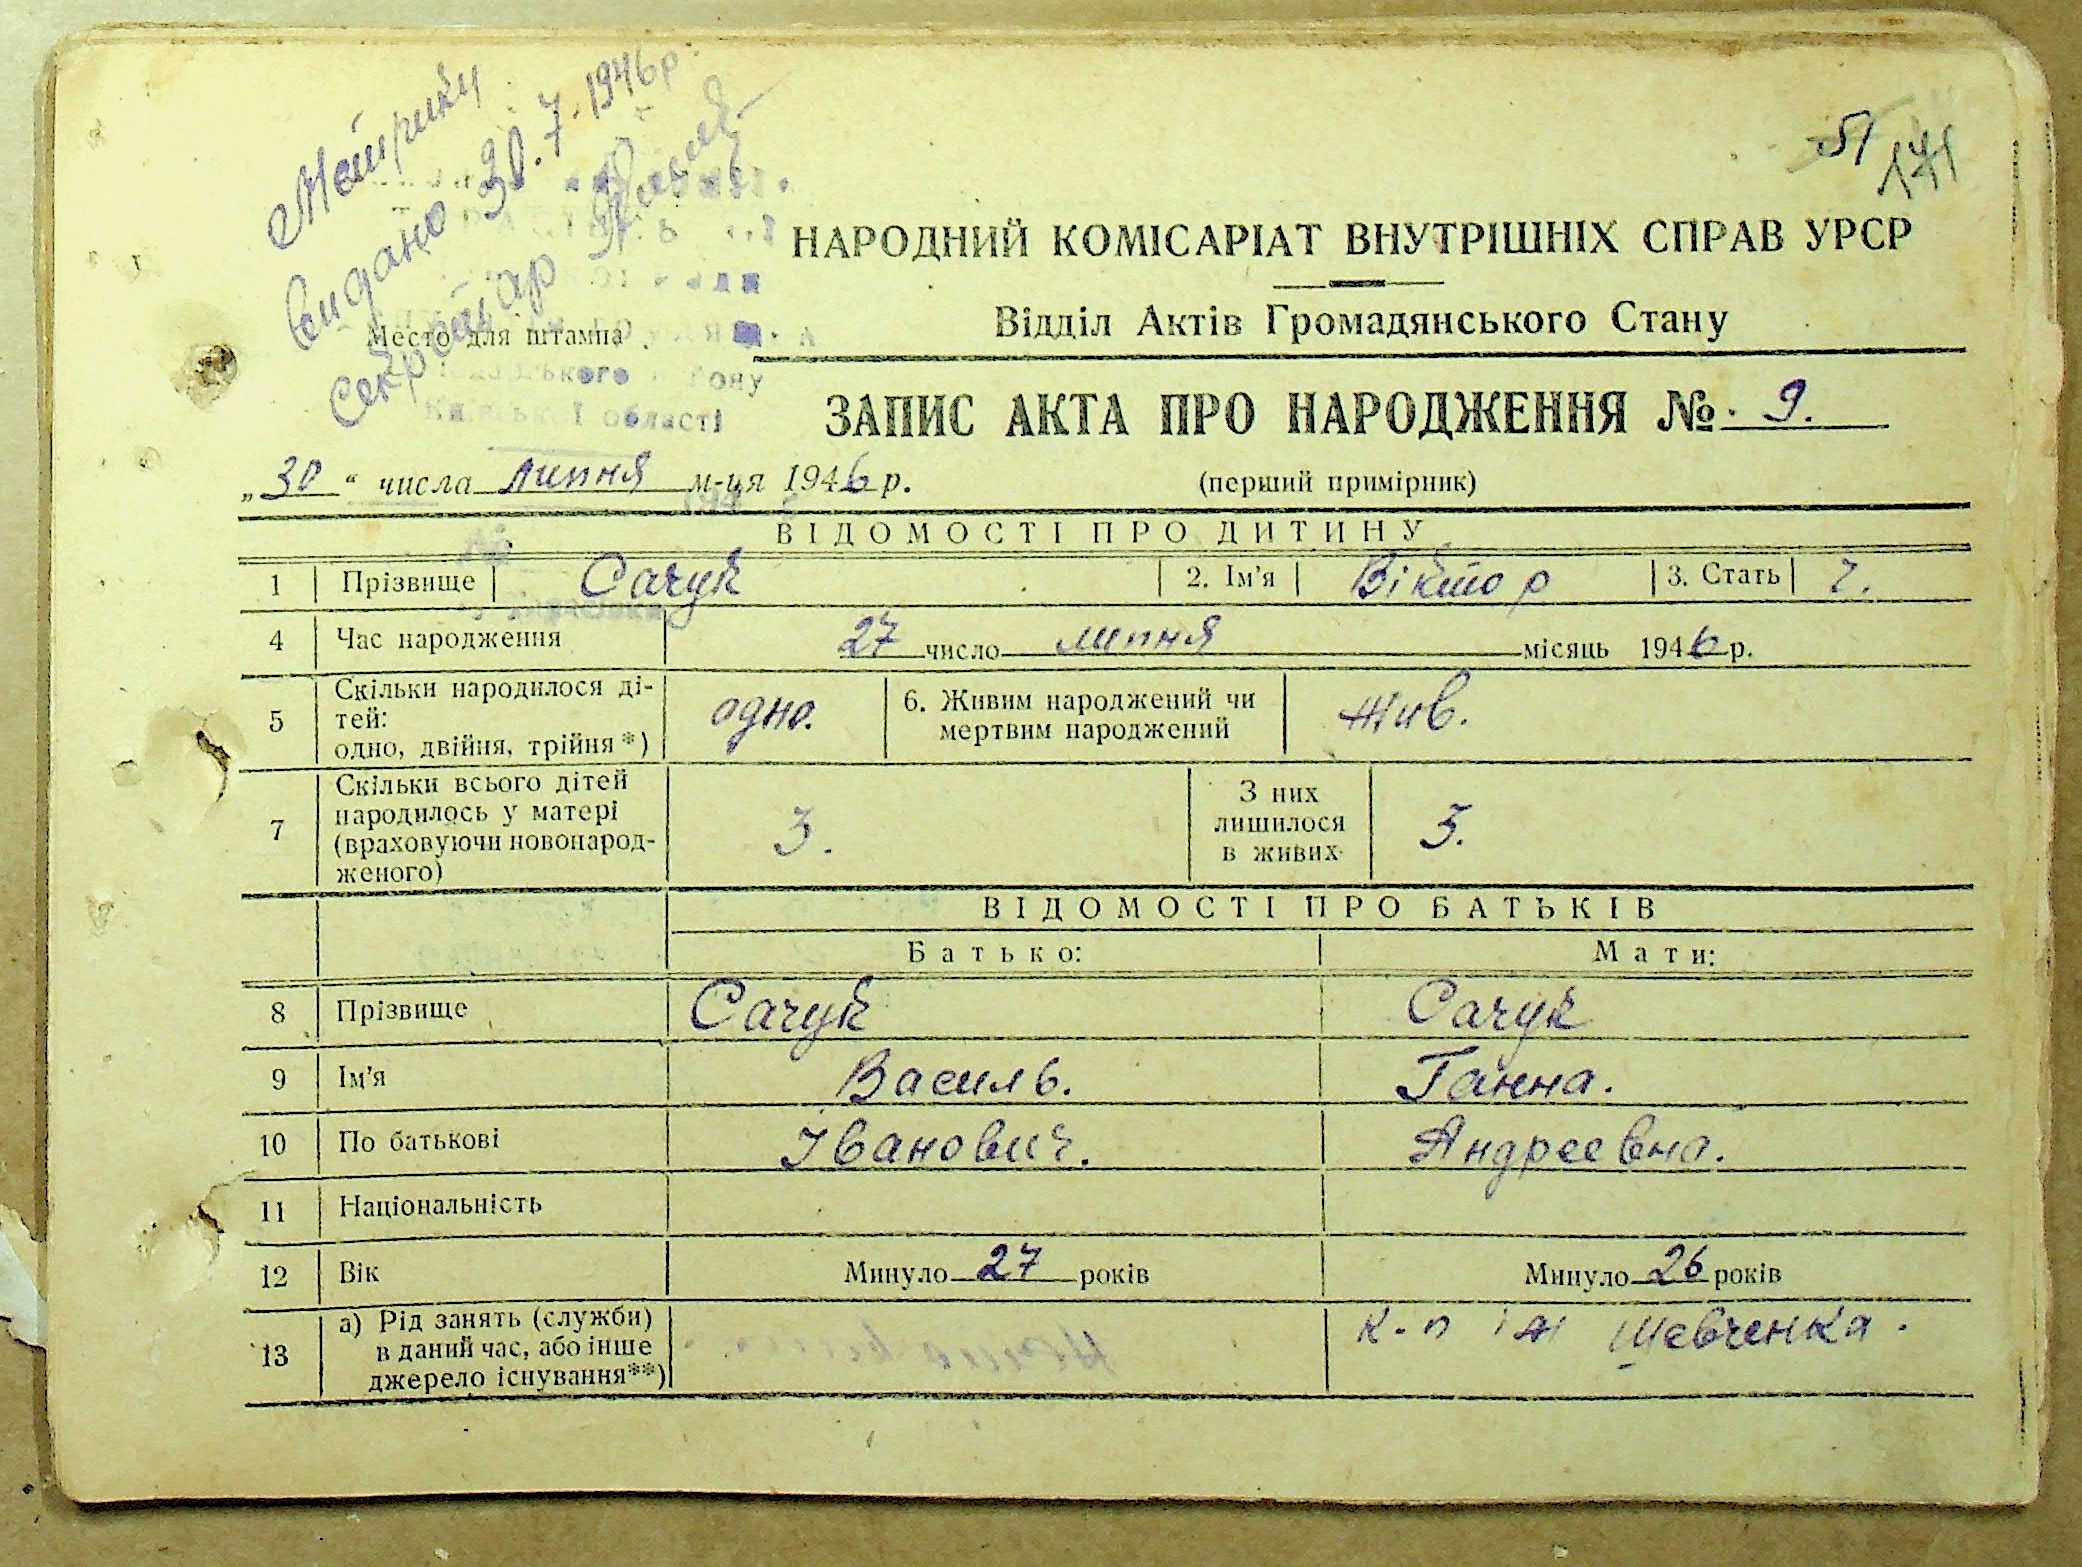 Метрику
видано 30.7.1946р.
Секретар
51
141
НАРОДНИЙ КОМІСАРІАТ ВНУТРІШНІХ СПРАВ УРСР
Відділ Актів Громадянського Стану
Место для штампа
Київської області
ЗАПИС АКТА ПРО НАРОДЖЕННЯ № 9.
„30“ числа липня м-ця 1946 р. (перший примірник)
ВІДОМОСТІ ПРО ДИТИНУ
1 Прізвище Сачук 2. Ім'я Віктор 3. Стать ч.
4 Час народження 27 число липня місяць 1946 р.
5 Скільки народилося ді-
тей:
одно, двійня, трійня*) одно. 6. Живим народжений чи
мертвим народжений жив.
7 Скільки всього дітей
народилось у матері
(враховуючи новонарод-
женого) 3. З них
лишилося
в живих 3.
ВІДОМОСТІ ПРО БАТЬКІВ
Батько: Мати:
8 Прізвище Сачук Сачук
9 Ім'я Василь. Ганна.
10 По батькові Іванович. Андреевна.
11 Національність
12 Вік Минуло 27 років Минуло 26 років
13 а) Рід занять (служби)
в даний час, або інше
джерело існування**) к-п ім Шевченка.